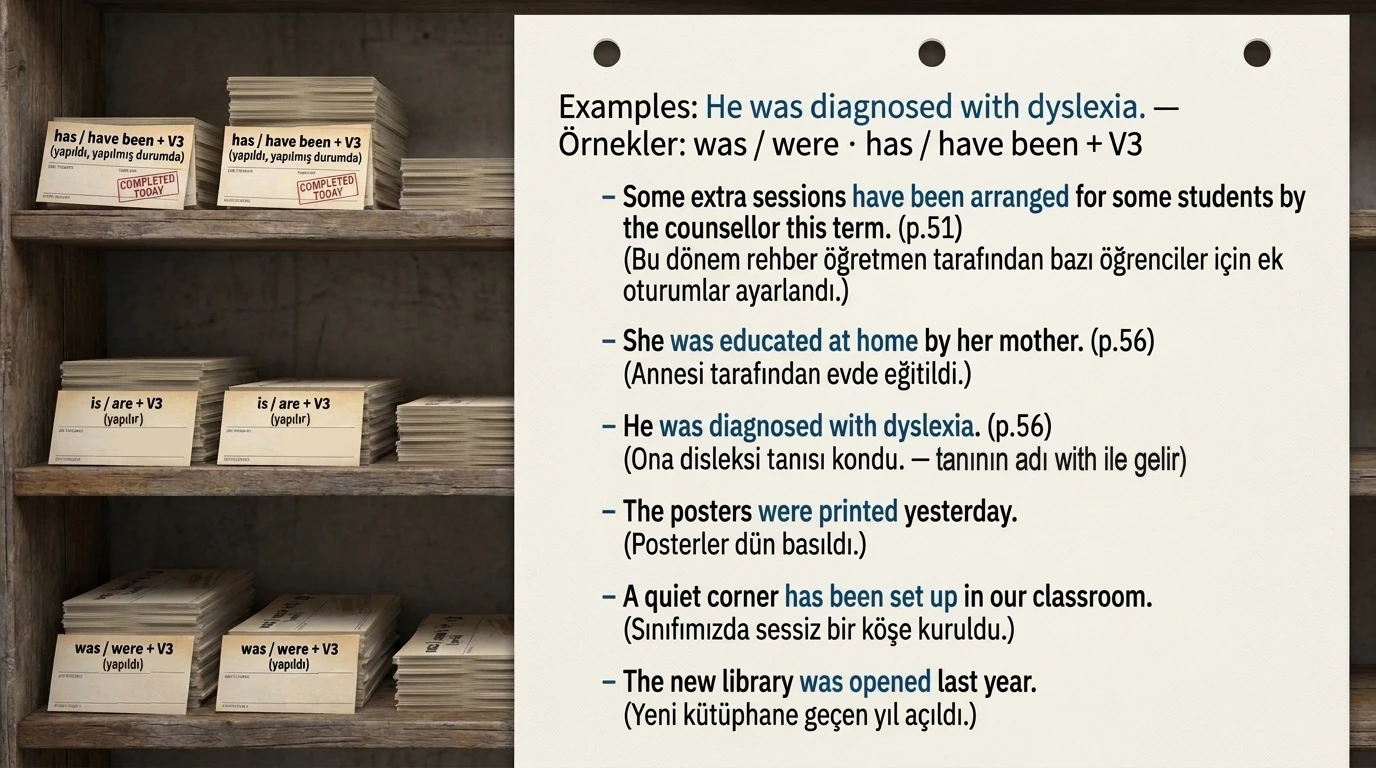 has / have been + V3
(yapıldı, yapılmış durumda)
COMPLETED
TODAY
has / have been + V3
(yapıldı, yapılmış durumda)
COMPLETED
TODAY
is / are + V3
(yapılır)
is / are + V3
(yapılır)
was / were + V3
(yapıldı)
was / were + V3
(yapıldı)
Examples: He was diagnosed with dyslexia. —
Örnekler: was / were · has / have been + V3
– Some extra sessions have been arranged for some students by
the counsellor this term. (p.51)
(Bu dönem rehber öğretmen tarafından bazı öğrenciler için ek
oturumlar ayarlandı.)
– She was educated at home by her mother. (p.56)
(Annesi tarafından evde eğitildi.)
– He was diagnosed with dyslexia. (p.56)
(Ona disleksi tanısı kondu. — tanının adı with ile gelir)
– The posters were printed yesterday.
(Posterler dün basıldı.)
– A quiet corner has been set up in our classroom.
(Sınıfımızda sessiz bir köşe kuruldu.)
– The new library was opened last year.
(Yeni kütüphane geçen yıl açıldı.)